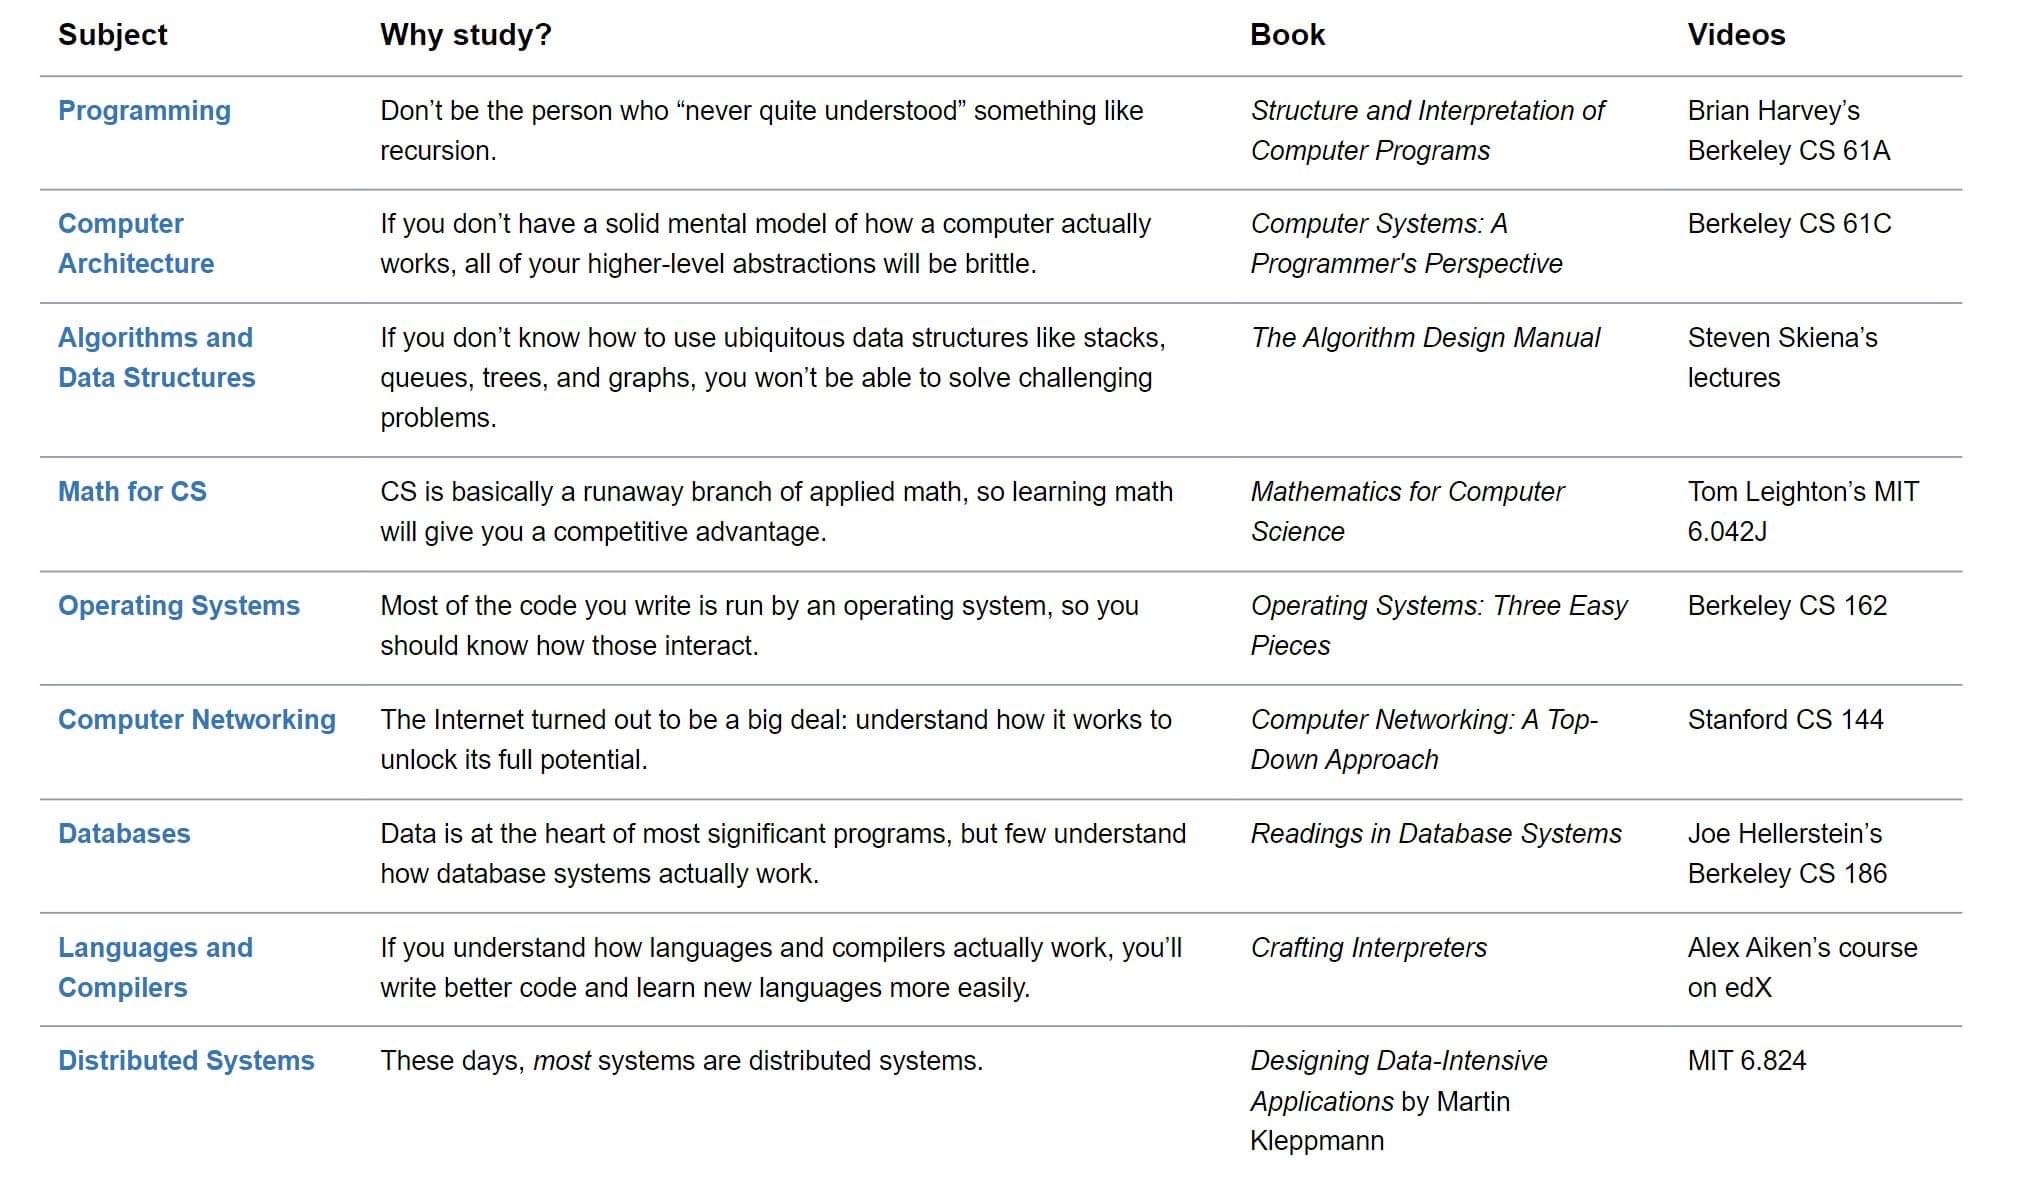 Subject Why study? Book Videos
Programming Don’t be the person who “never quite understood” something like Structure and Interpretation of Brian Harvey’s
recursion. Computer Programs Berkeley CS 61A
Computer If you don’t have a solid mental model of how a computer actually Computer Systems: A Berkeley CS 61C
Architecture works, all of your higher-level abstractions will be brittle. Programmer's Perspective
Algorithms and If you don’t know how to use ubiquitous data structures like stacks, The Algorithm Design Manual Steven Skiena’s
Data Structures queues, trees, and graphs, you won’t be able to solve challenging lectures
problems.
Math for CS CS is basically a runaway branch of applied math, so learning math Mathematics for Computer Tom Leighton’s MIT
will give you a competitive advantage. Science 6.042J
Operating Systems Most of the code you write is run by an operating system, so you Operating Systems: Three Easy Berkeley CS 162
should know how those interact. Pieces
Computer Networking The Internet turned out to be a big deal: understand how it works to Computer Networking: A Top- Stanford CS 144
unlock its full potential. Down Approach
Databases Data is at the heart of most significant programs, but few understand Readings in Database Systems Joe Hellerstein’s
how database systems actually work. Berkeley CS 186
Languages and If you understand how languages and compilers actually work, you’ll Crafting Interpreters Alex Aiken’s course
Compilers write better code and learn new languages more easily. on edX
Distributed Systems These days, most systems are distributed systems. Designing Data-Intensive MIT 6.824
Applications by Martin
Kleppmann